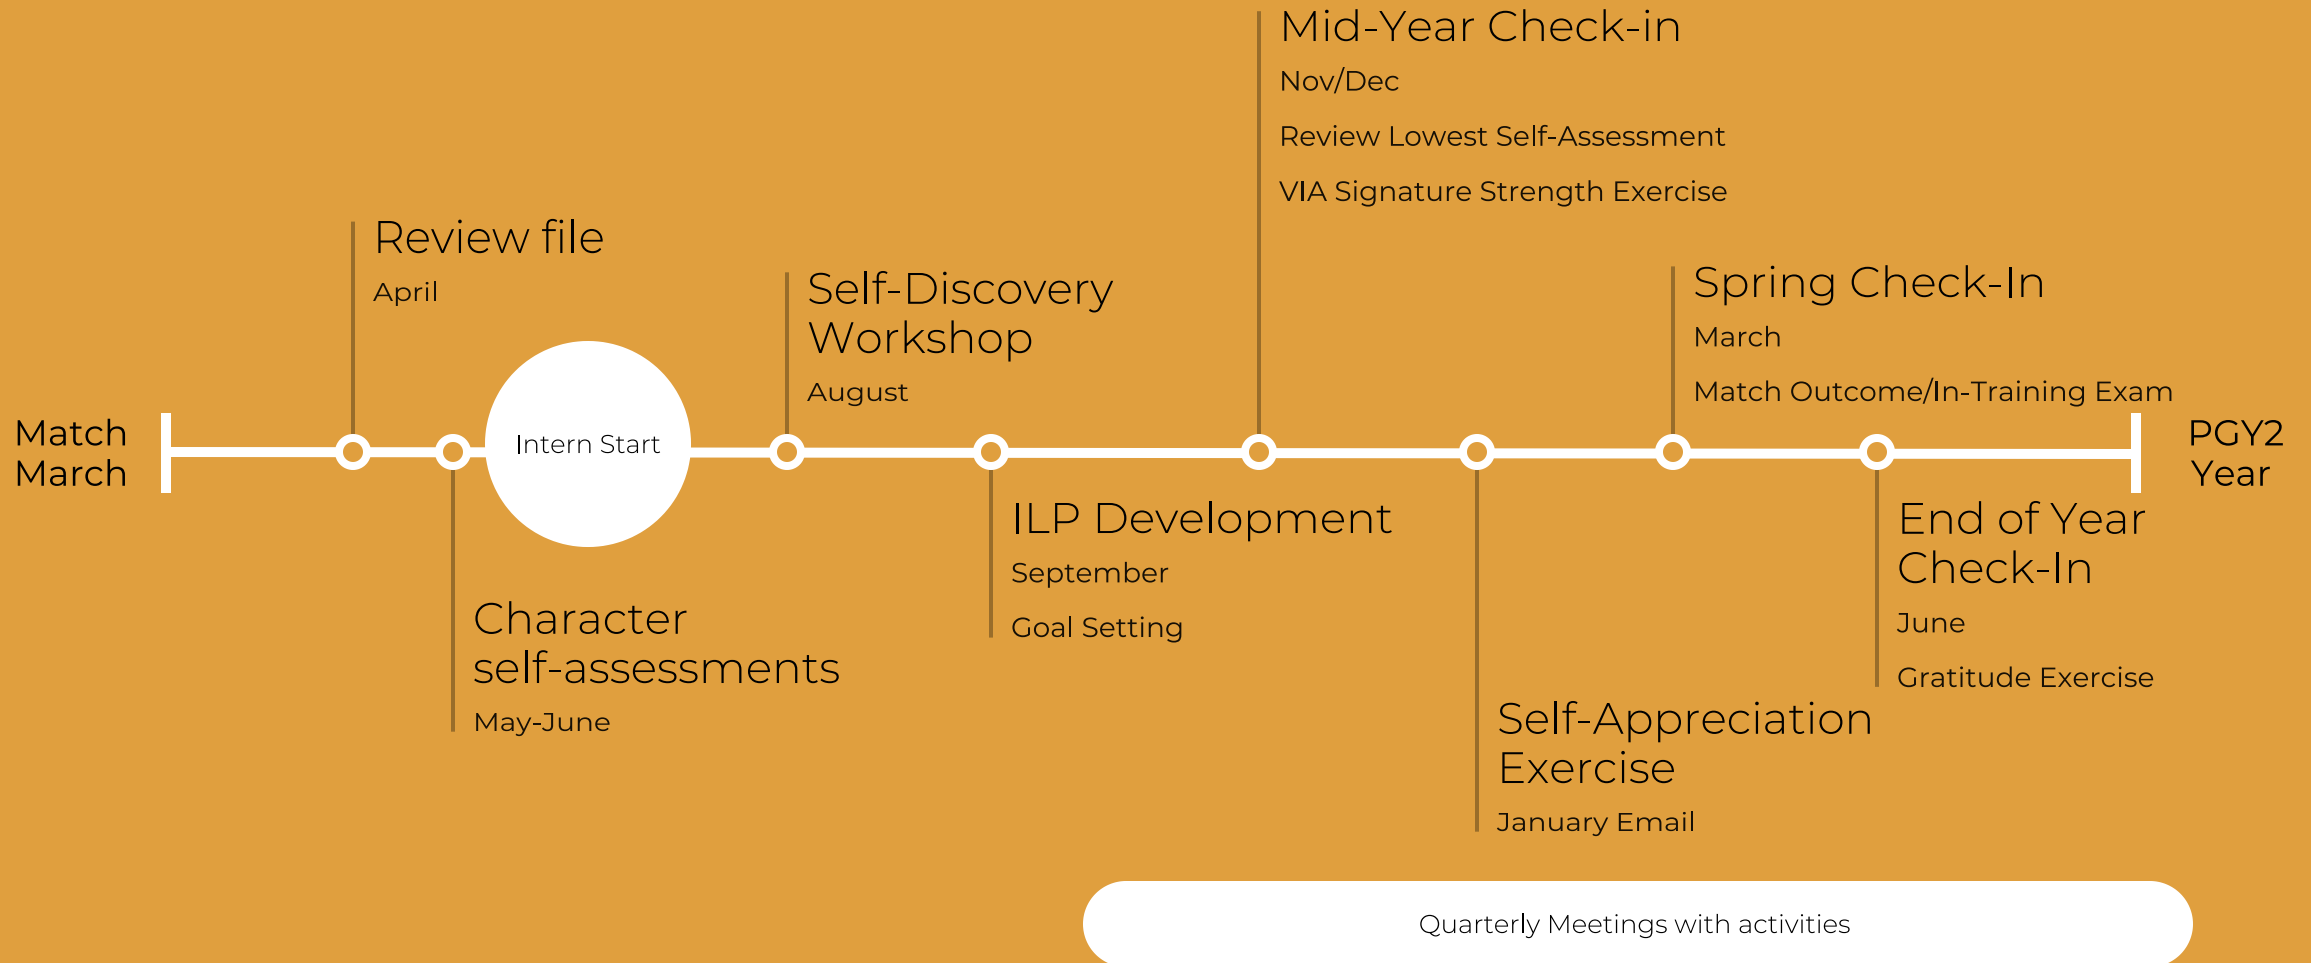 Match
March
Review file
April
Character
self-assessments
May-June
Intern Start
Self-Discovery
Workshop
August
ILP Development
September
Goal Setting
Mid-Year Check-in
Nov/Dec
Review Lowest Self-Assessment
VIA Signature Strength Exercise
Self-Appreciation
Exercise
January Email
Spring Check-In
March
Match Outcome/In-Training Exam
End of Year
Check-In
June
Gratitude Exercise
PGY2
Year
Quarterly Meetings with activities